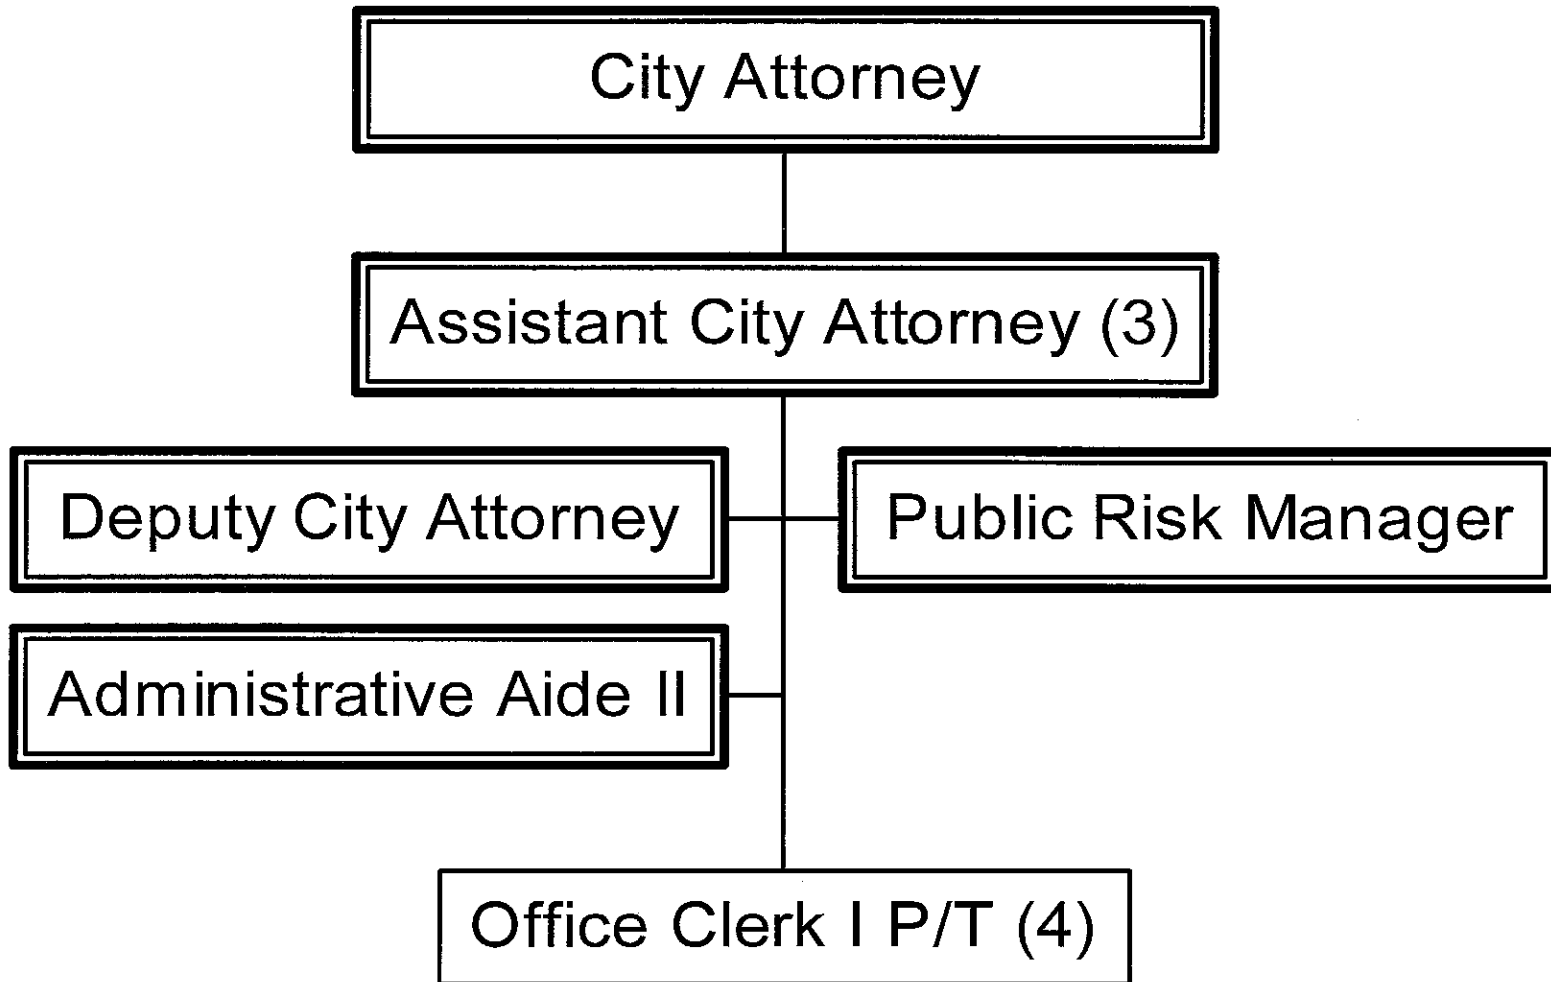 City Attorney
Assistant City Attorney (3)
Deputy City Attorney
Public Risk Manager
Administrative Aide II
Office Clerk I P/T (4)